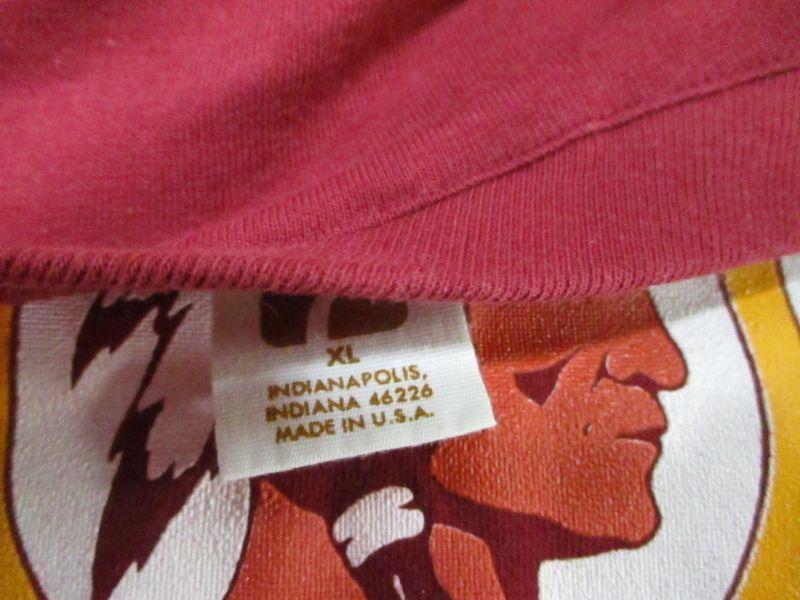 XL
INDIANAPOLIS,
INDIANA 46226
MADE IN U.S.A.